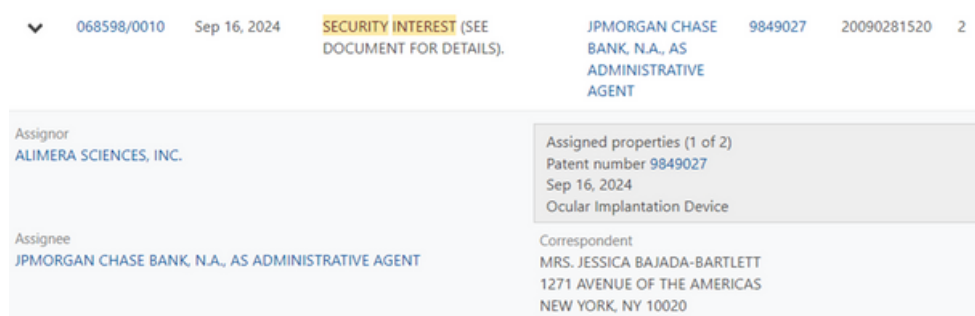 068598/0010 Sep 16, 2024 SECURITY INTEREST (SEE JPMORGAN CHASE 9849027 20090281520 2
DOCUMENT FOR DETAILS). BANK, N.A., AS
ADMINISTRATIVE
AGENT
Assignor
ALIMERA SCIENCES, INC.
Assigned properties (1 of 2)
Patent number 9849027
Sep 16, 2024
Ocular Implantation Device
Assignee
JPMORGAN CHASE BANK, N.A., AS ADMINISTRATIVE AGENT
Correspondent
MRS. JESSICA BAJADA-BARTLETT
1271 AVENUE OF THE AMERICAS
NEW YORK, NY 10020